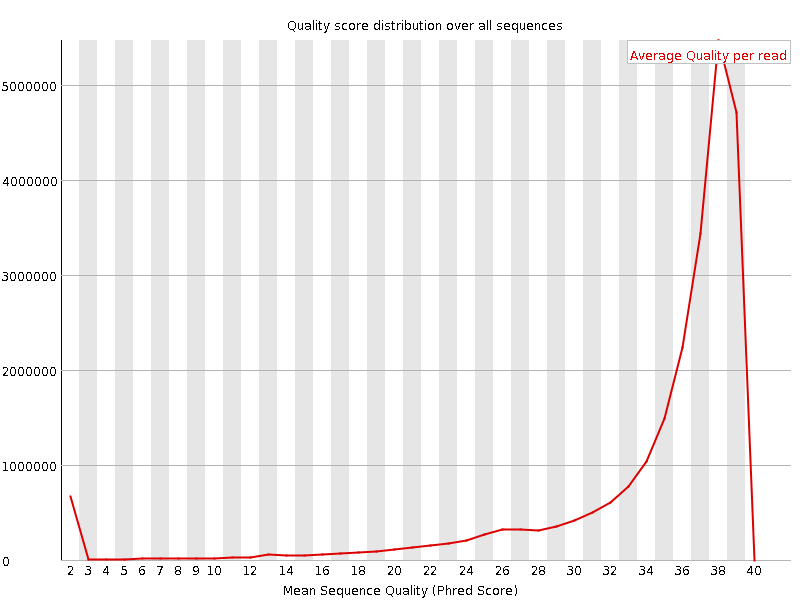 Quality score distribution over all sequences
Average Quality per read
5000000
4000000
3000000
2000000
1000000
0
2 3 4 5 6 7 8 9 10 12 14 16 18 20 22 24 26 28 30 32 34 36 38 40
Mean Sequence Quality (Phred Score)